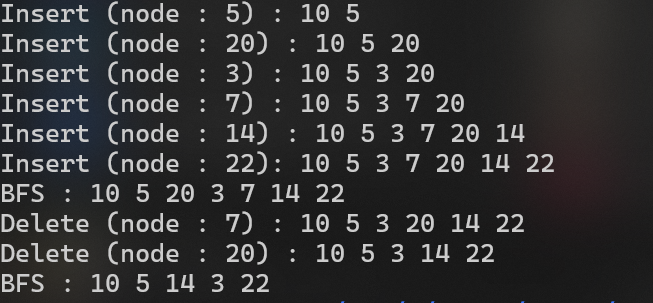 Insert (node : 5) : 10 5
Insert (node : 20) : 10 5 20
Insert (node : 3) : 10 5 3 20
Insert (node : 7) : 10 5 3 7 20
Insert (node : 14) : 10 5 3 7 20 14
Insert (node : 22): 10 5 3 7 20 14 22
BFS : 10 5 20 3 7 14 22
Delete (node : 7) : 10 5 3 20 14 22
Delete (node : 20) : 10 5 3 14 22
BFS : 10 5 14 3 22